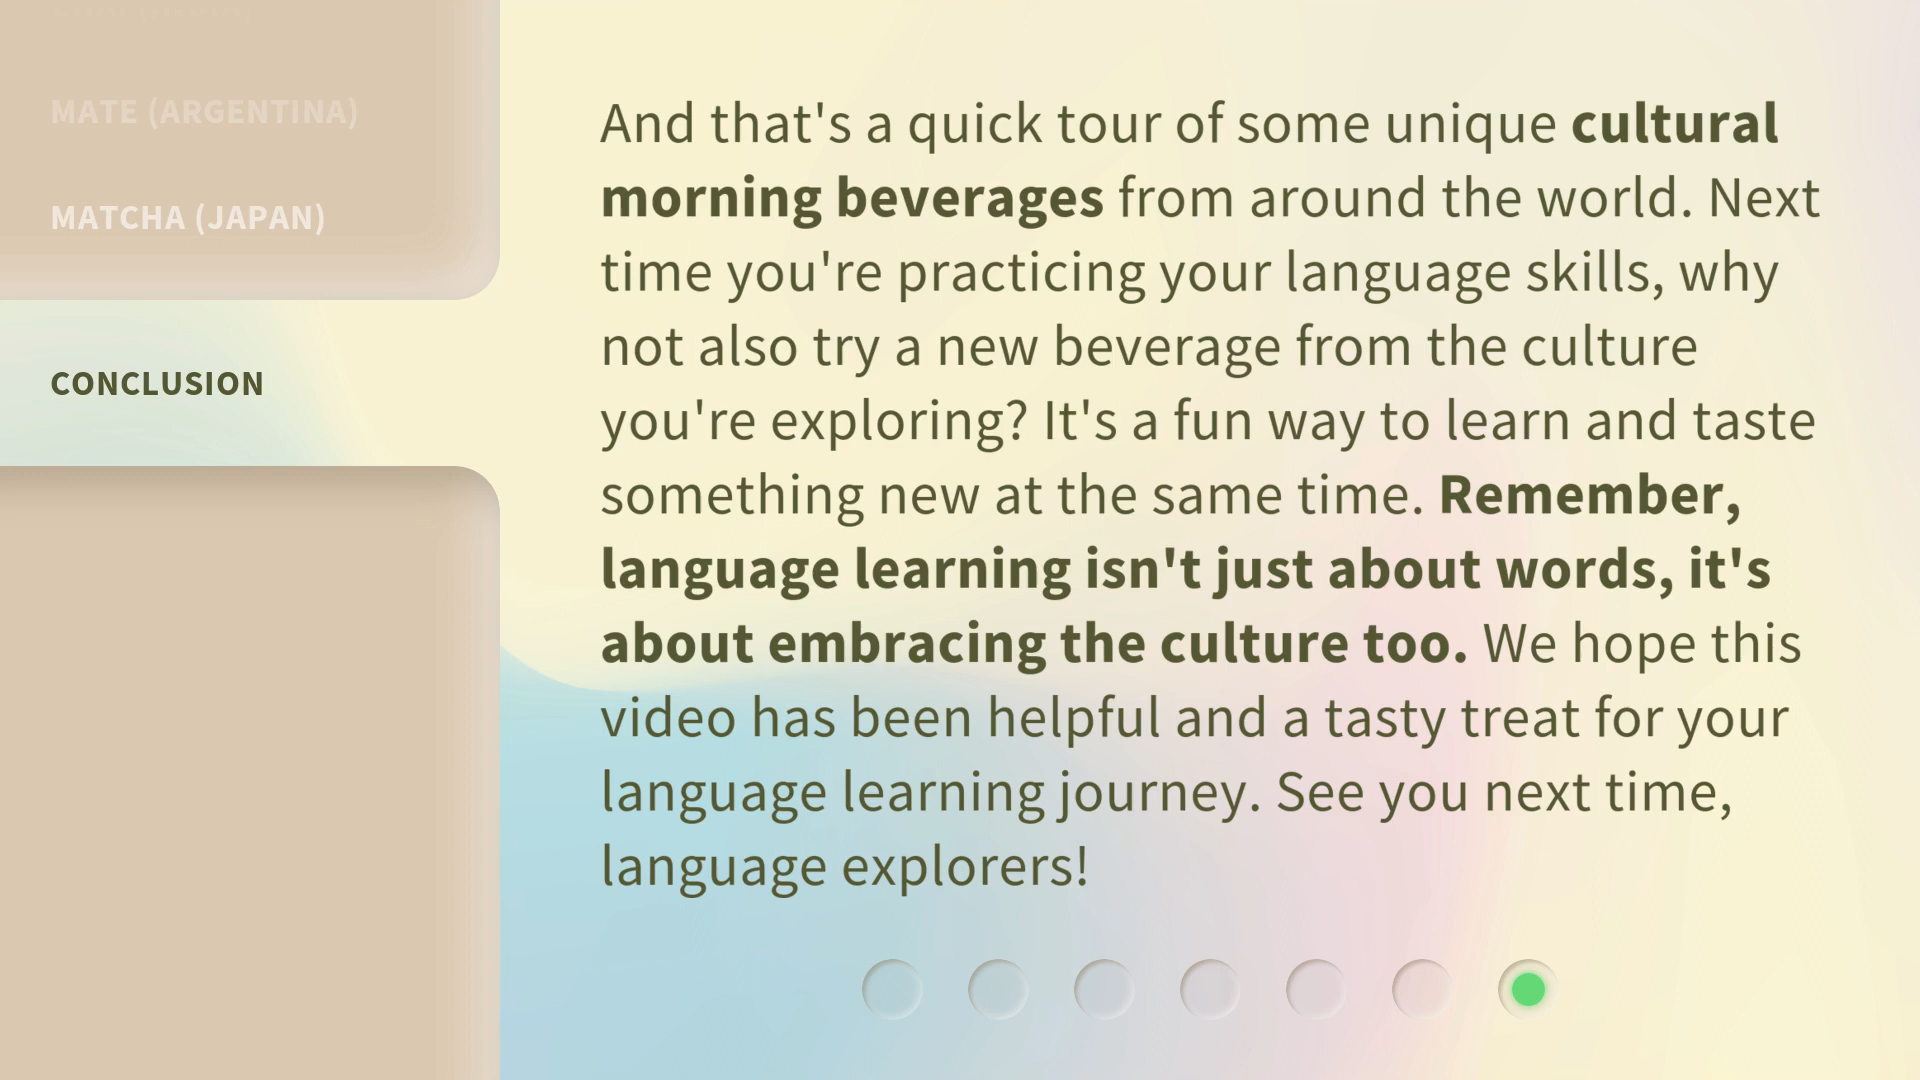 MATE (ARGENTINA)
MATCHA (JAPAN)
CONCLUSION
And that's a quick tour of some unique cultural
morning beverages from around the world. Next
time you're practicing your language skills, why
not also try a new beverage from the culture
you're exploring? It's a fun way to learn and taste
something new at the same time. Remember,
language learning isn't just about words, it's
about embracing the culture too. We hope this
video has been helpful and a tasty treat for your
language learning journey. See you next time,
language explorers!